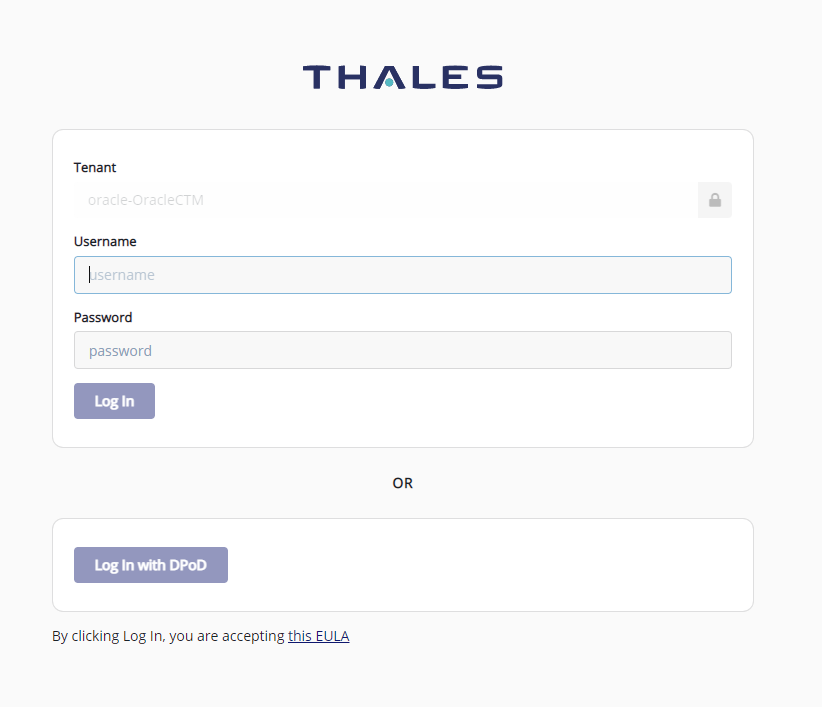 THALES
Tenant
oracle-OracleCTM
Username
username
Password
password
Log In
OR
Log In with DPoD
By clicking Log In, you are accepting this EULA